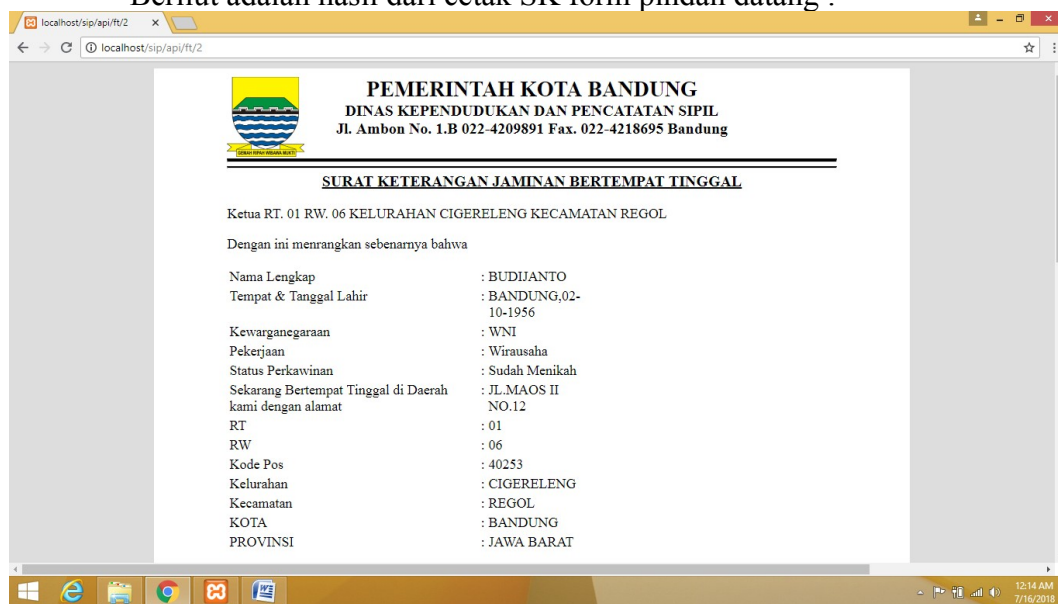 Berikut adalah hasil dari cetak SK form pindah datang :
localhost/sip/api/ft/2
localhost/sip/api/ft/2
PEMERINTAH KOTA BANDUNG
DINAS KEPENDUDUKAN DAN PENCATATAN SIPIL
Jl. Ambon No. 1.B 022-4209891 Fax. 022-4218695 Bandung
GEMAH RIPAH WIBAWA MUKTI
SURAT KETERANGAN JAMINAN BERTEMPAT TINGGAL
Ketua RT. 01 RW. 06 KELURAHAN CIGERELENG KECAMATAN REGOL
Dengan ini menrangkan sebenarnya bahwa
Nama Lengkap : BUDIJANTO
Tempat & Tanggal Lahir : BANDUNG,02-
10-1956
Kewarganegaraan : WNI
Pekerjaan : Wirausaha
Status Perkawinan : Sudah Menikah
Sekarang Bertempat Tinggal di Daerah : JL.MAOS II
kami dengan alamat NO.12
RT : 01
RW : 06
Kode Pos : 40253
Kelurahan : CIGERELENG
Kecamatan : REGOL
KOTA : BANDUNG
PROVINSI : JAWA BARAT
12:14 AM
7/16/2018